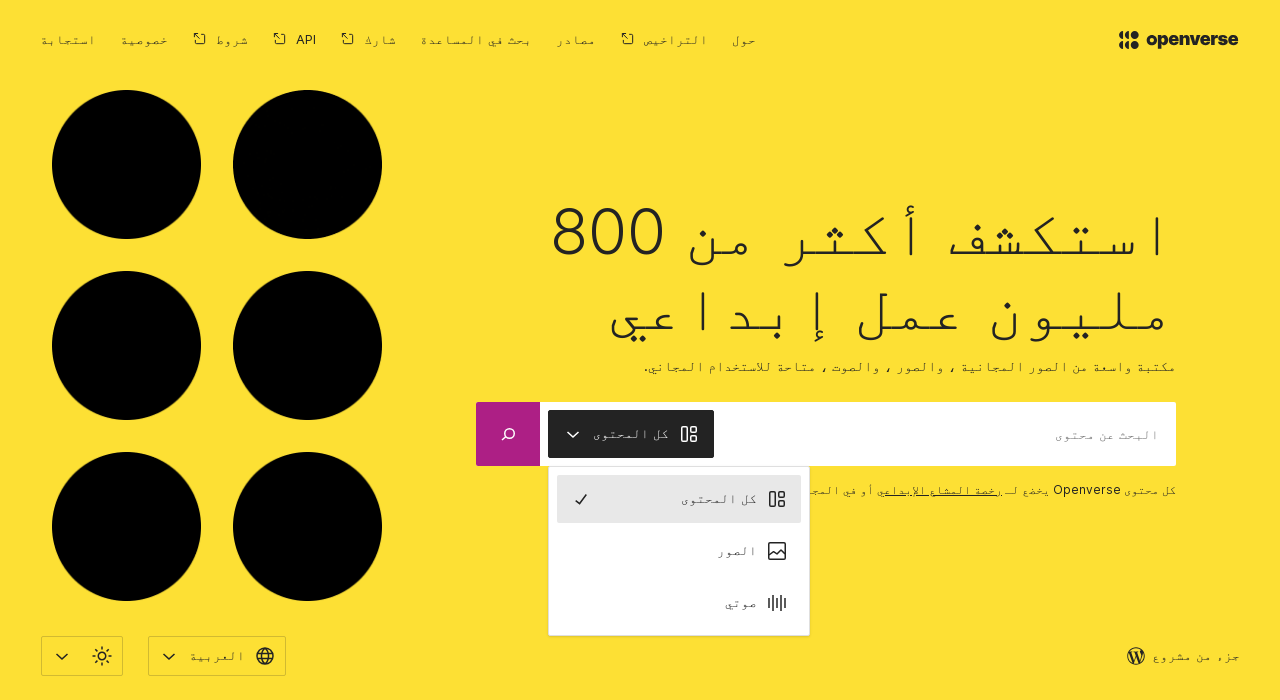 openverse
حول
التراخيص
مصادر
بحث في المساعدة
شارك
API
شروط
خصوصية
استجابة
استكشف أكثر من 800
مليون عمل إبداعي
مكتبة واسعة من الصور المجانية ، والصور ، والصوت ، متاحة للاستخدام المجاني.
البحث عن محتوى
كل المحتوى
كل محتوى Openverse يخضع لـ رخصة المشاع الإبداعي أو في
كل المحتوى
الصور
صوتي
جزء من مشروع
العربية